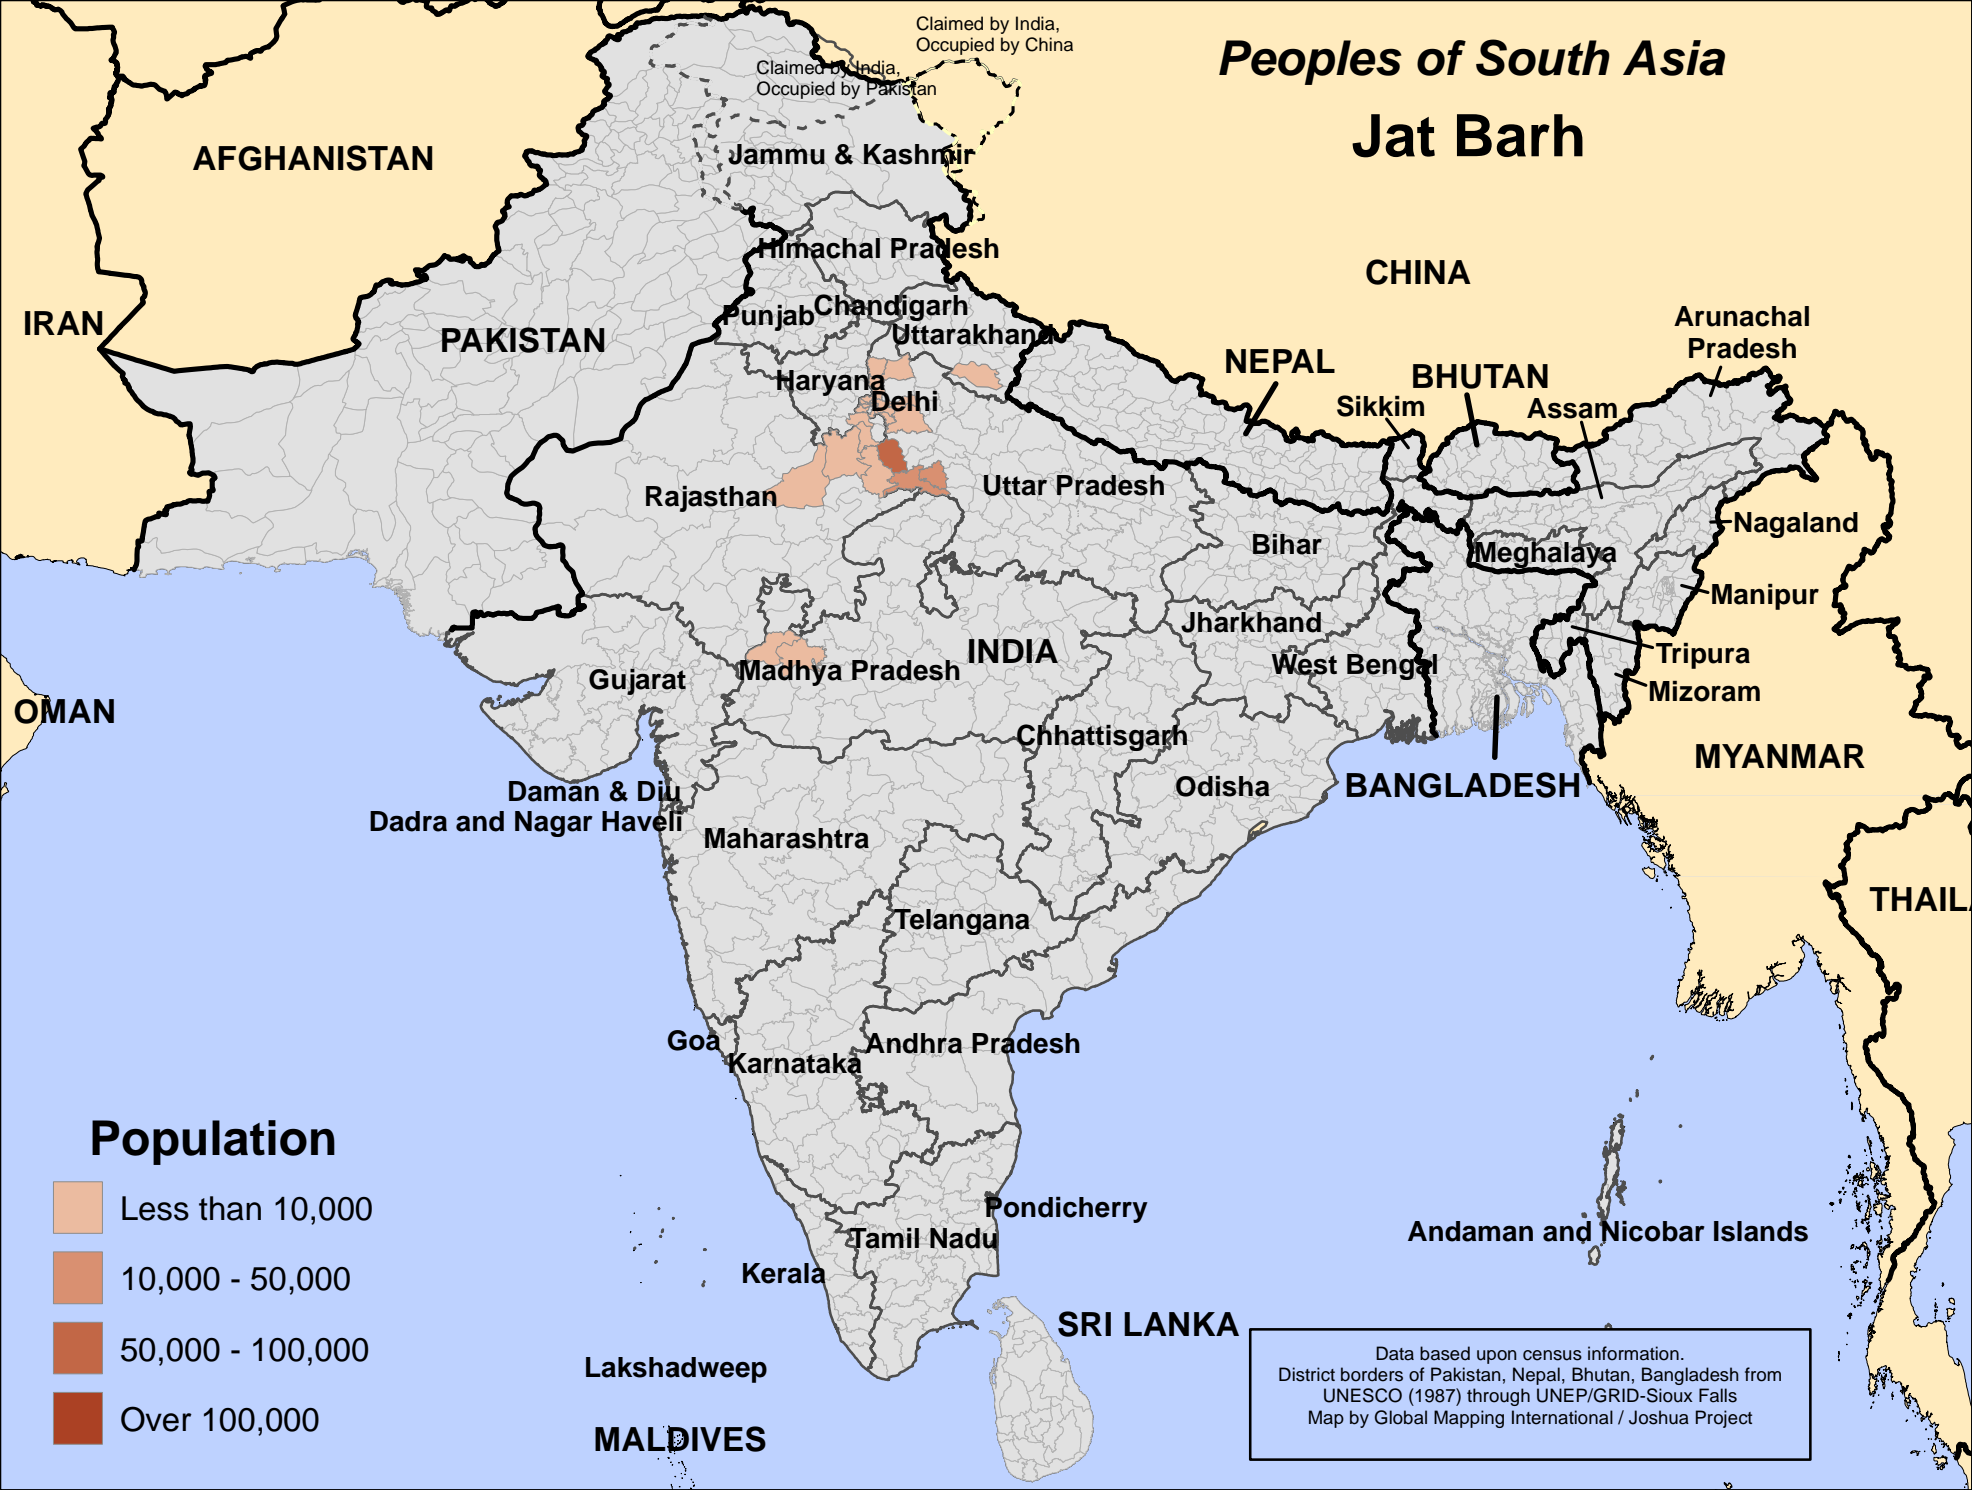 Claimed by India,
Occupied by China
Peoples of South Asia
Claimed by India,
Occupied by Pakistan
Jat Barh
AFGHANISTAN
Jammu & Kashmir
Himachal Pradesh
CHINA
Chandigarh
Punjab
IRAN
PAKISTAN
Uttarakhand
Arunachal
Pradesh
NEPAL
BHUTAN
Haryana
Delhi
Sikkim
Assam
Rajasthan
Uttar Pradesh
Nagaland
Bihar
Meghalaya
Manipur
Jharkhand
INDIA
Tripura
West Bengal
Madhya Pradesh
Gujarat
Mizoram
OMAN
Chhattisgarh
MYANMAR
Odisha
BANGLADESH
Daman & Diu
Dadra and Nagar Haveli
Maharashtra
THAIL
Telangana
Goa
Andhra Pradesh
Karnataka
Population
Less than 10,000
10,000 - 50,000
50,000 - 100,000
Over 100,000
Pondicherry
Tamil Nadu
Andaman and Nicobar Islands
Kerala
SRI LANKA
Lakshadweep
MALDIVES
Data based upon census information.
District borders of Pakistan, Nepal, Bhutan, Bangladesh from
UNESCO (1987) through UNEP/GRID-Sioux Falls
Map by Global Mapping International / Joshua Project